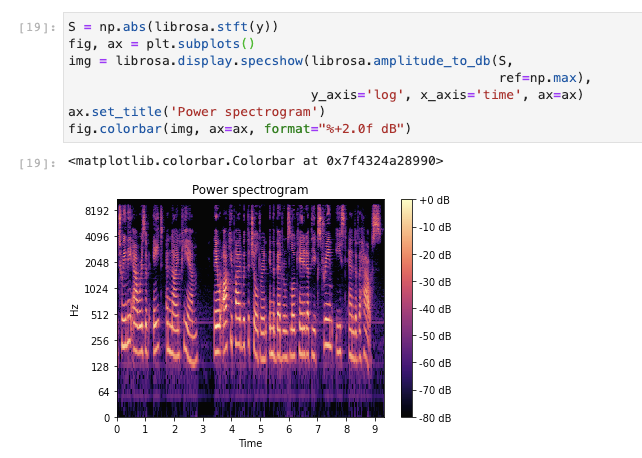 [19]: S = np.abs(librosa.stft(y))
fig, ax = plt.subplots()
img = librosa.display.specshow(librosa.amplitude_to_db(S,
ref=np.max),
y_axis='log', x_axis='time', ax=ax)
ax.set_title('Power spectrogram')
fig.colorbar(img, ax=ax, format="%+2.0f dB")
[19]: <matplotlib.colorbar.Colorbar at 0x7f4324a28990>
Power spectrogram
8192
4096
2048
1024
512
256
128
64
0
Hz
0 1 2 3 4 5 6 7 8 9
Time
+0 dB
-10 dB
-20 dB
-30 dB
-40 dB
-50 dB
-60 dB
-70 dB
-80 dB